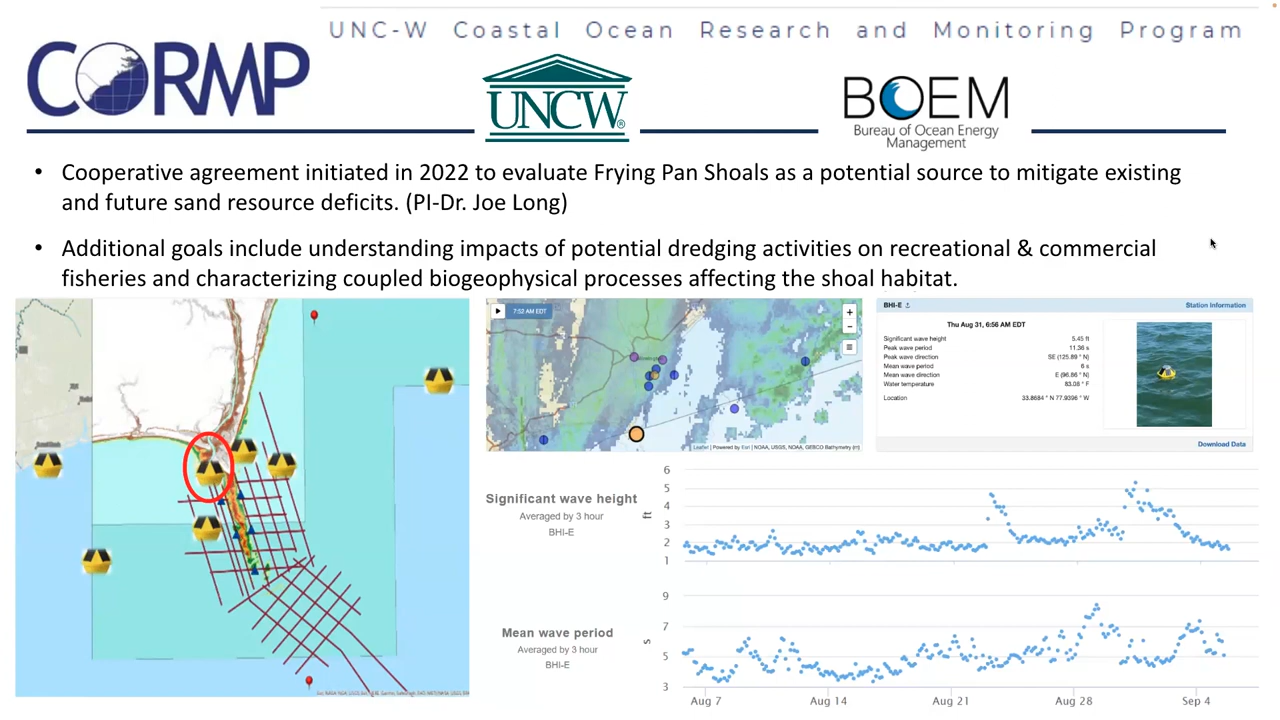 UNC-W Coastal Ocean Research and Monitoring Program
CORMP
UNCW®
BOEM
Bureau of Ocean Energy
Management
• Cooperative agreement initiated in 2022 to evaluate Frying Pan Shoals as a potential source to mitigate existing
and future sand resource deficits. (PI-Dr. Joe Long)
• Additional goals include understanding impacts of potential dredging activities on recreational & commercial
fisheries and characterizing coupled biogeophysical processes affecting the shoal habitat.
7:52 AM EDT
+
−
Leaflet | Powered by Esri | NOAA, USGS, NOAA, GEBCO Bathymetry (m)
BHI-E
Station Information
Thu Aug 31, 6:56 AM EDT
Significant wave height 5.45 ft
Peak wave period 11.36 s
Peak wave direction SE (125.89 ° N)
Mean wave period 6 s
Mean wave direction E (96.86 ° N)
Water temperature 83.08 ° F
Location 33.8684 ° N 77.9396 ° W
Download Data
Significant wave height
Averaged by 3 hour
BHI-E
ft
6
5
4
3
2
1
Mean wave period
Averaged by 3 hour
BHI-E
s
9
7
5
3
Aug 7 Aug 14 Aug 21 Aug 28 Sep 4